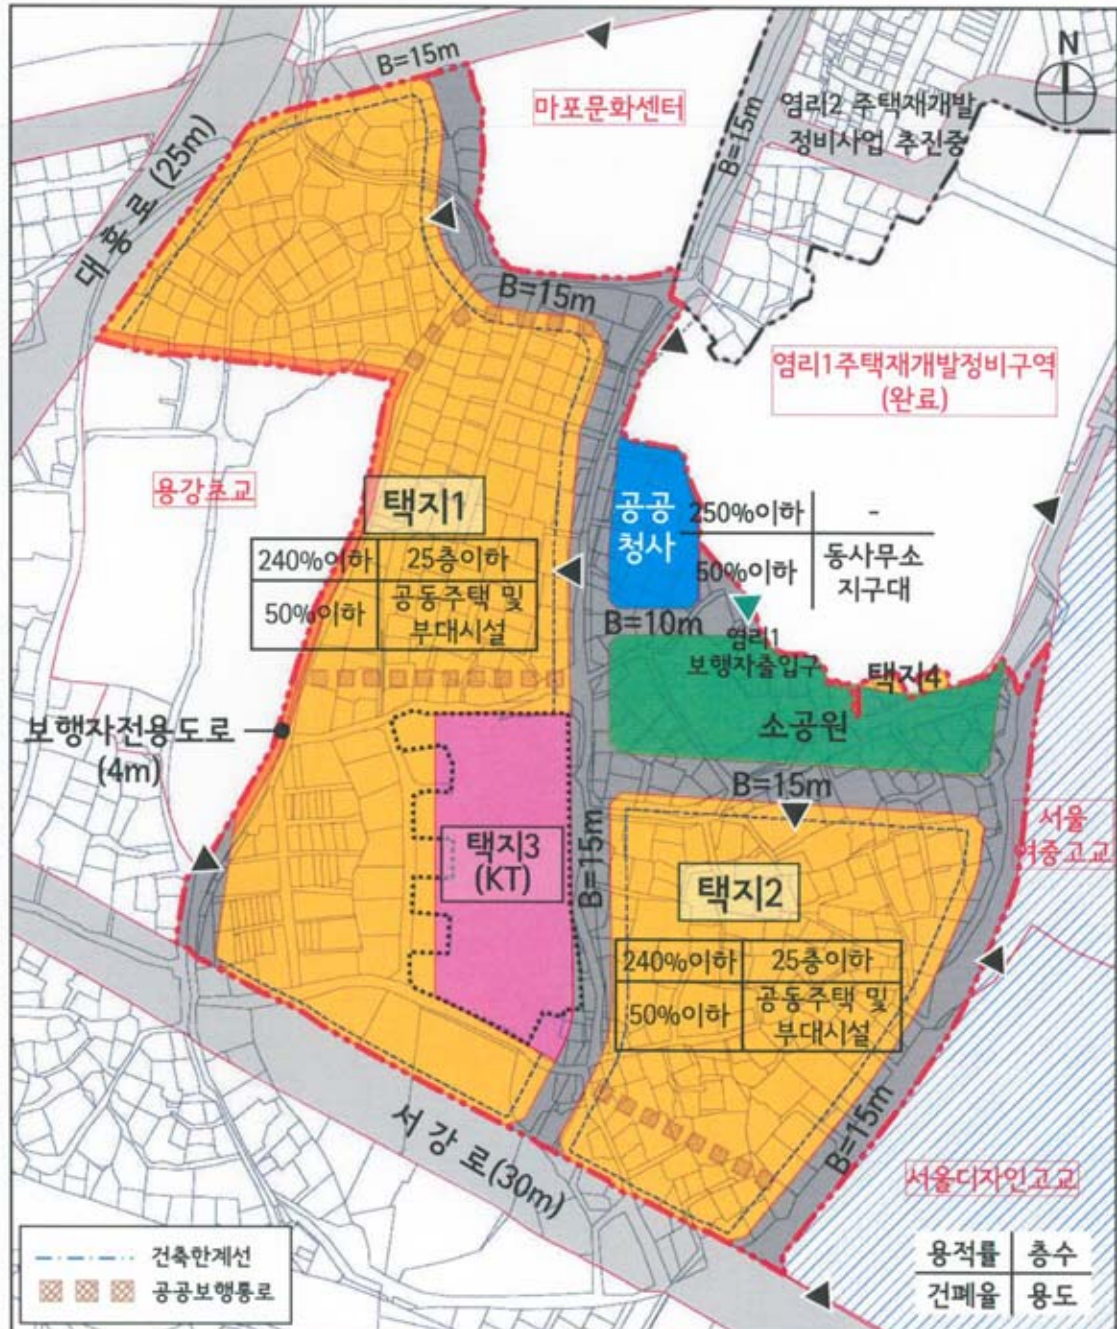 B=15m
마포문화센터
N
염리2 주택재개발
정비사업 추진중
B=15m
대흥로 (25m)
B=15m
염리1주택재개발정비구역
(완료)
용강초교
택지1
240%이하 25층이하
50%이하 공동주택 및
부대시설
공공
청사
250%이하 -
50%이하 동사무소
지구대
B=10m
염리1
보행자출입구
택지4
소공원
보행자전용도로
(4m)
B=15m
택지3
(KT)
B=15m
서울
여중고교
택지2
240%이하 25층이하
50%이하 공동주택 및
부대시설
서강로(30m)
B=15m
서울디자인고교
건축한계선
공공보행통로
용적률 층수
건폐율 용도